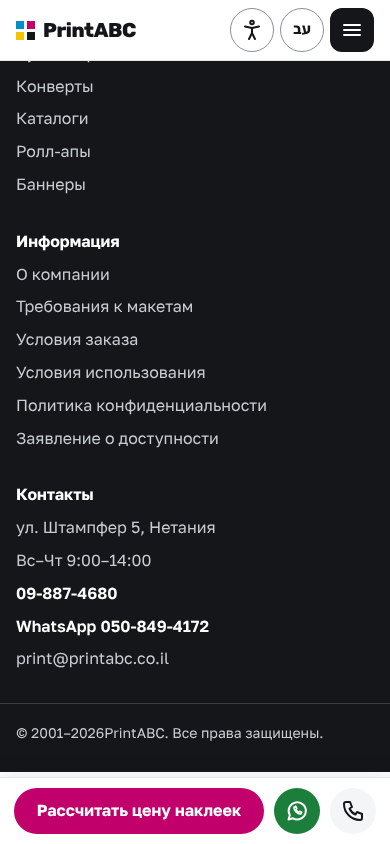 PrintABC
עב
Конверты
Каталоги
Ролл-апы
Баннеры
Информация
О компании
Требования к макетам
Условия заказа
Условия использования
Политика конфиденциальности
Заявление о доступности
Контакты
ул. Штампфер 5, Нетания
Вс–Чт 9:00–14:00
09-887-4680
WhatsApp 050-849-4172
print@printabc.co.il
© 2001–2026PrintABC. Все права защищены.
Рассчитать цену наклеек